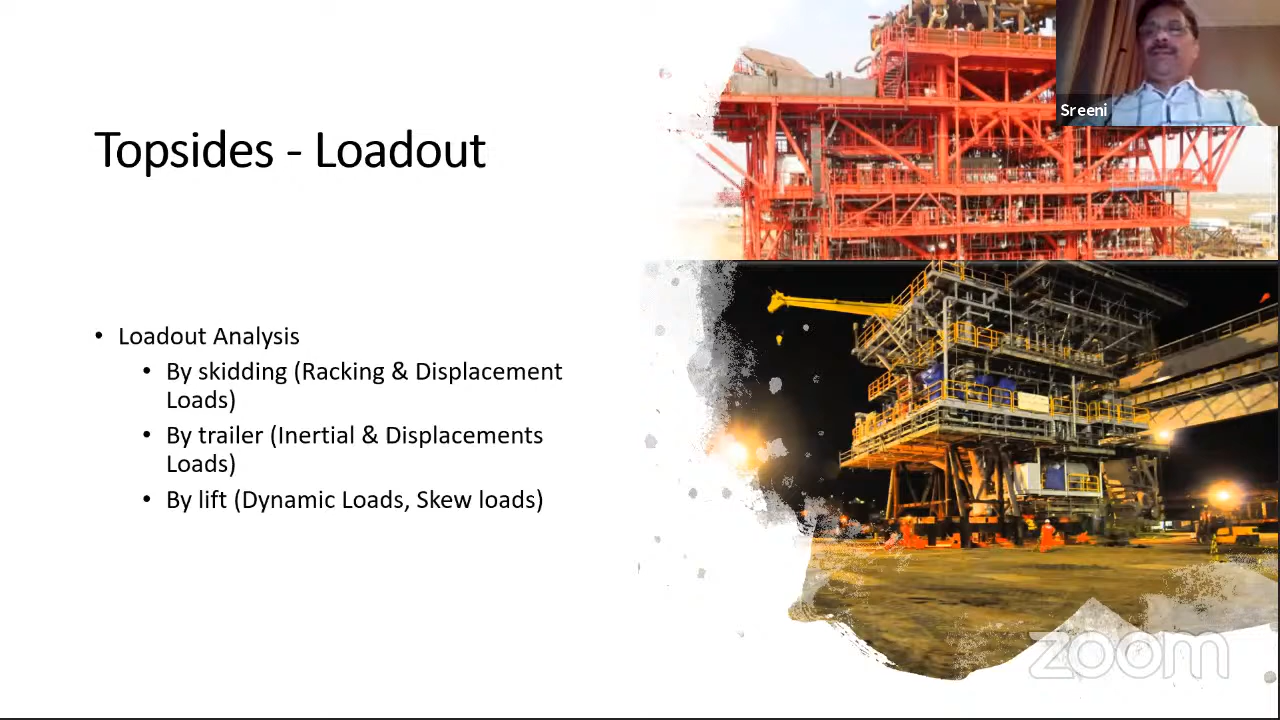 Topsides - Loadout
Sreeni
• Loadout Analysis
• By skidding (Racking & Displacement
Loads)
• By trailer (Inertial & Displacements
Loads)
• By lift (Dynamic Loads, Skew loads)
zoom